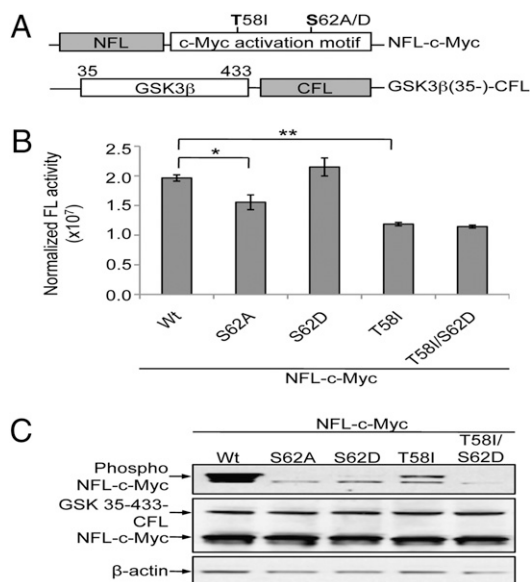 A
T58I S62A/D
NFL c-Myc activation motif NFL-c-Myc
35 433
GSK3β CFL GSK3β(35-)-CFL
B
Normalized FL activity
(x10⁷)
2.5
2.0
1.5
1.0
0.5
0.0
*
**
Wt
S62A
S62D
T58I
T58I/S62D
NFL-c-Myc
C
NFL-c-Myc
Wt S62A S62D T58I T58I/
S62D
Phospho
NFL-c-Myc
GSK 35-433-
CFL
NFL-c-Myc
β-actin